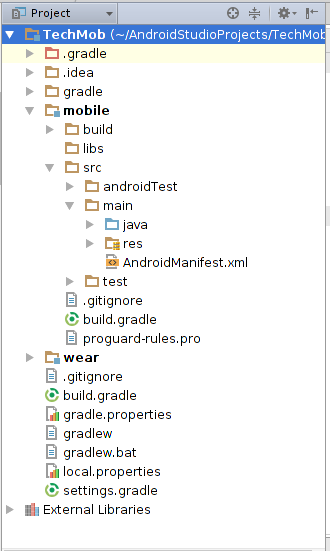 Project
TechMob (~/AndroidStudioProjects/TechMob
.gradle
.idea
gradle
mobile
build
libs
src
androidTest
main
java
res
AndroidManifest.xml
test
.gitignore
build.gradle
proguard-rules.pro
wear
.gitignore
build.gradle
gradle.properties
gradlew
gradlew.bat
local.properties
settings.gradle
External Libraries